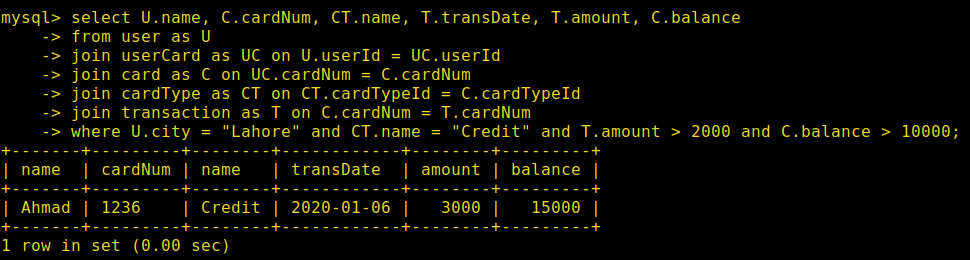 mysql> select U.name, C.cardNum, CT.name, T.transDate, T.amount, C.balance
    -> from user as U
    -> join userCard as UC on U.userId = UC.userId
    -> join card as C on UC.cardNum = C.cardNum
    -> join cardType as CT on CT.cardTypeId = C.cardTypeId
    -> join transaction as T on C.cardNum = T.cardNum
    -> where U.city = "Lahore" and CT.name = "Credit" and T.amount > 2000 and C.balance > 10000;
+-------+---------+--------+------------+--------+---------+
| name  | cardNum | name   | transDate  | amount | balance |
+-------+---------+--------+------------+--------+---------+
| Ahmad | 1236    | Credit | 2020-01-06 |   3000 |   15000 |
+-------+---------+--------+------------+--------+---------+
1 row in set (0.00 sec)